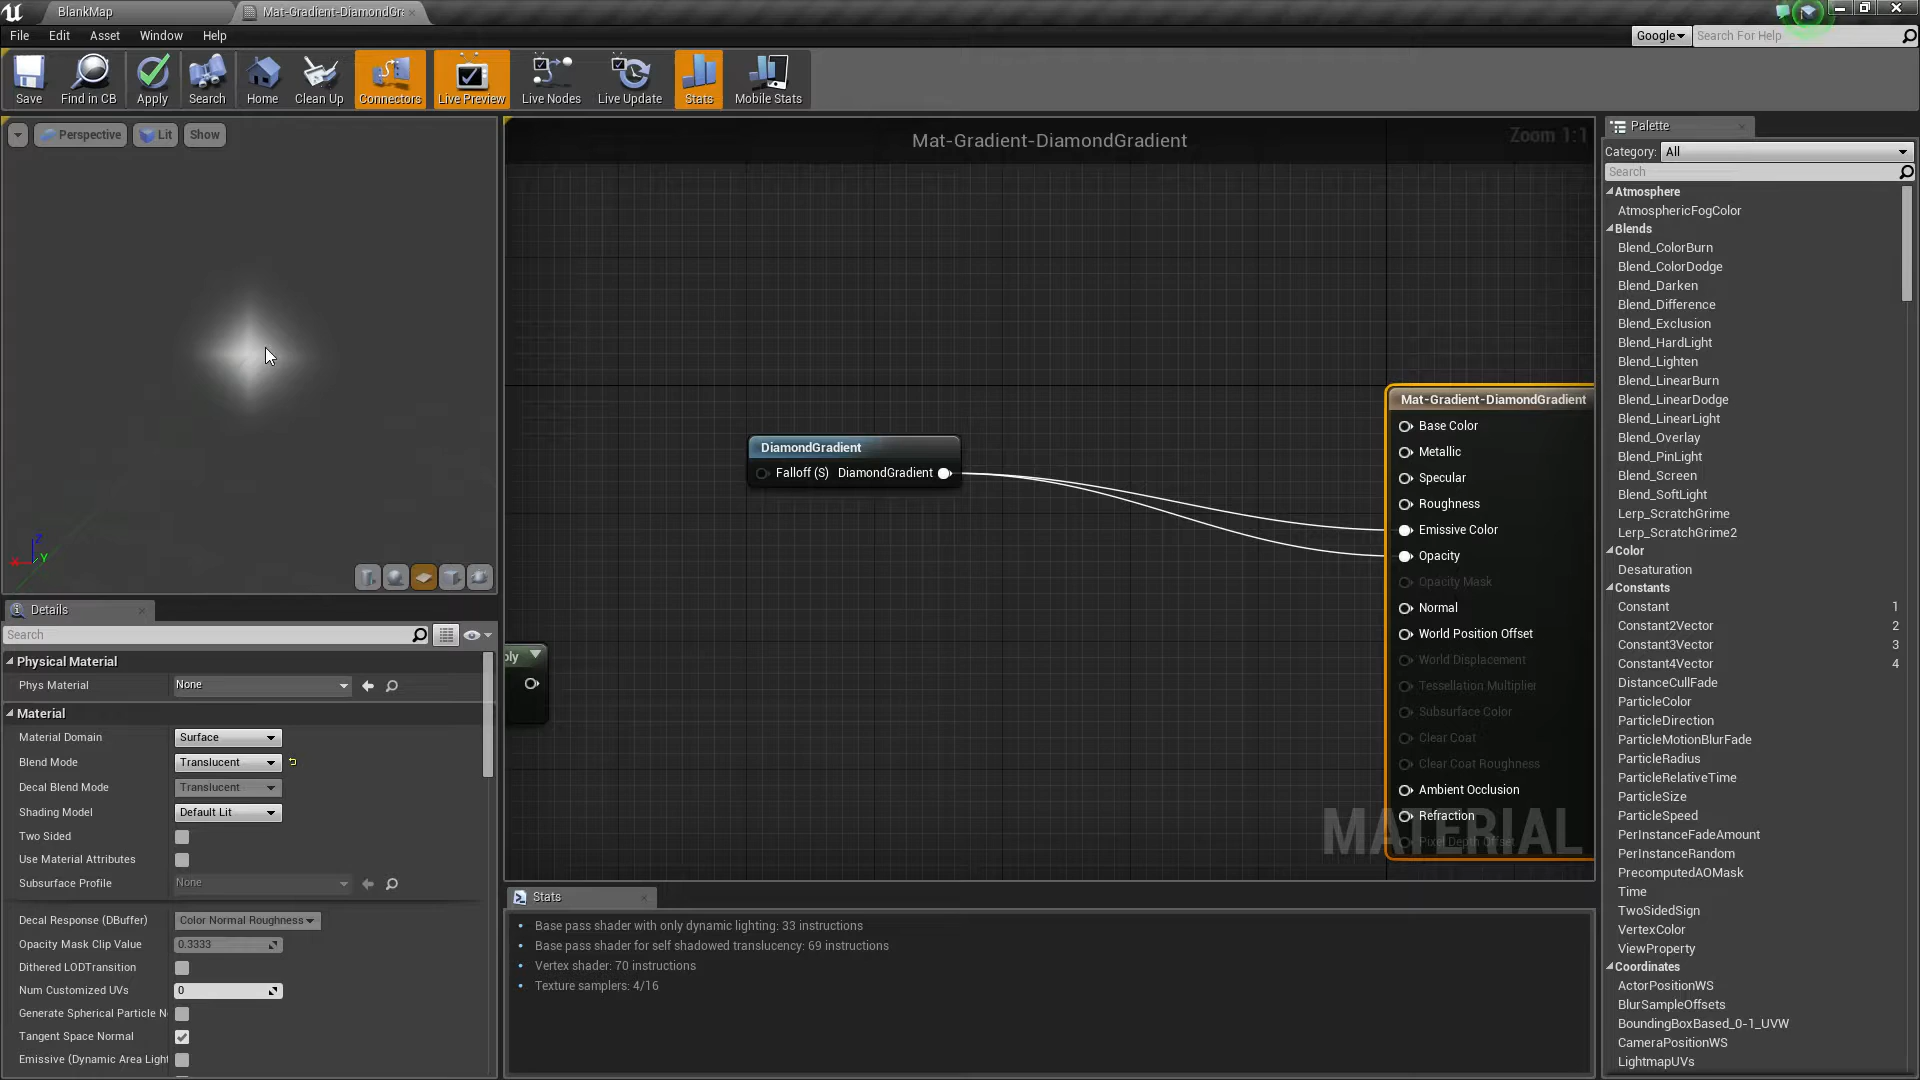 BlankMap
Mat-Gradient-DiamondGr
File Edit Asset Window Help
Google
Search For Help
Save Find in CB Apply Search Home Clean Up Connectors Live Preview Live Nodes Live Update Stats Mobile Stats
Perspective Lit Show
Mat-Gradient-DiamondGradient
Zoom 1:1
DiamondGradient
Falloff (S) DiamondGradient
Mat-Gradient-DiamondGradient
Base Color
Metallic
Specular
Roughness
Emissive Color
Opacity
Opacity Mask
Normal
World Position Offset
World Displacement
Tessellation Multiplier
Subsurface Color
Clear Coat
Clear Coat Roughness
Ambient Occlusion
Refraction
Pixel Depth Offset
MATERIAL
ply
X Y Z
Details
Search
Physical Material
Phys Material None
Material
Material Domain Surface
Blend Mode Translucent
Decal Blend Mode Translucent
Shading Model Default Lit
Two Sided
Use Material Attributes
Subsurface Profile None
Decal Response (DBuffer) Color Normal Roughness
Opacity Mask Clip Value 0.3333
Dithered LODTransition
Num Customized UVs 0
Generate Spherical Particle N
Tangent Space Normal
Emissive (Dynamic Area Light
Stats
Base pass shader with only dynamic lighting: 33 instructions
Base pass shader for self shadowed translucency: 69 instructions
Vertex shader: 70 instructions
Texture samplers: 4/16
Palette
Category: All
Search
Atmosphere
AtmosphericFogColor
Blends
Blend_ColorBurn
Blend_ColorDodge
Blend_Darken
Blend_Difference
Blend_Exclusion
Blend_HardLight
Blend_Lighten
Blend_LinearBurn
Blend_LinearDodge
Blend_LinearLight
Blend_Overlay
Blend_PinLight
Blend_Screen
Blend_SoftLight
Lerp_ScratchGrime
Lerp_ScratchGrime2
Color
Desaturation
Constants
Constant 1
Constant2Vector 2
Constant3Vector 3
Constant4Vector 4
DistanceCullFade
ParticleColor
ParticleDirection
ParticleMotionBlurFade
ParticleRadius
ParticleRelativeTime
ParticleSize
ParticleSpeed
PerInstanceFadeAmount
PerInstanceRandom
PrecomputedAOMask
Time
TwoSidedSign
VertexColor
ViewProperty
Coordinates
ActorPositionWS
BlurSampleOffsets
BoundingBoxBased_0-1_UVW
CameraPositionWS
LightmapUVs